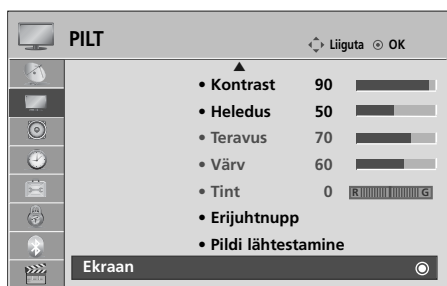 PILT
Liiguta OK
• Kontrast 90
• Heledus 50
• Teravus 70
• Värv 60
• Tint 0 R G
• Erijuhtnupp
• Pildi lähtestamine
Ekraan